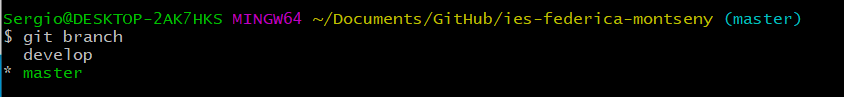 Sergio@DESKTOP-2AK7HKS MINGW64 ~/Documents/GitHub/ies-federica-montseny (master)
$ git branch
  develop
* master